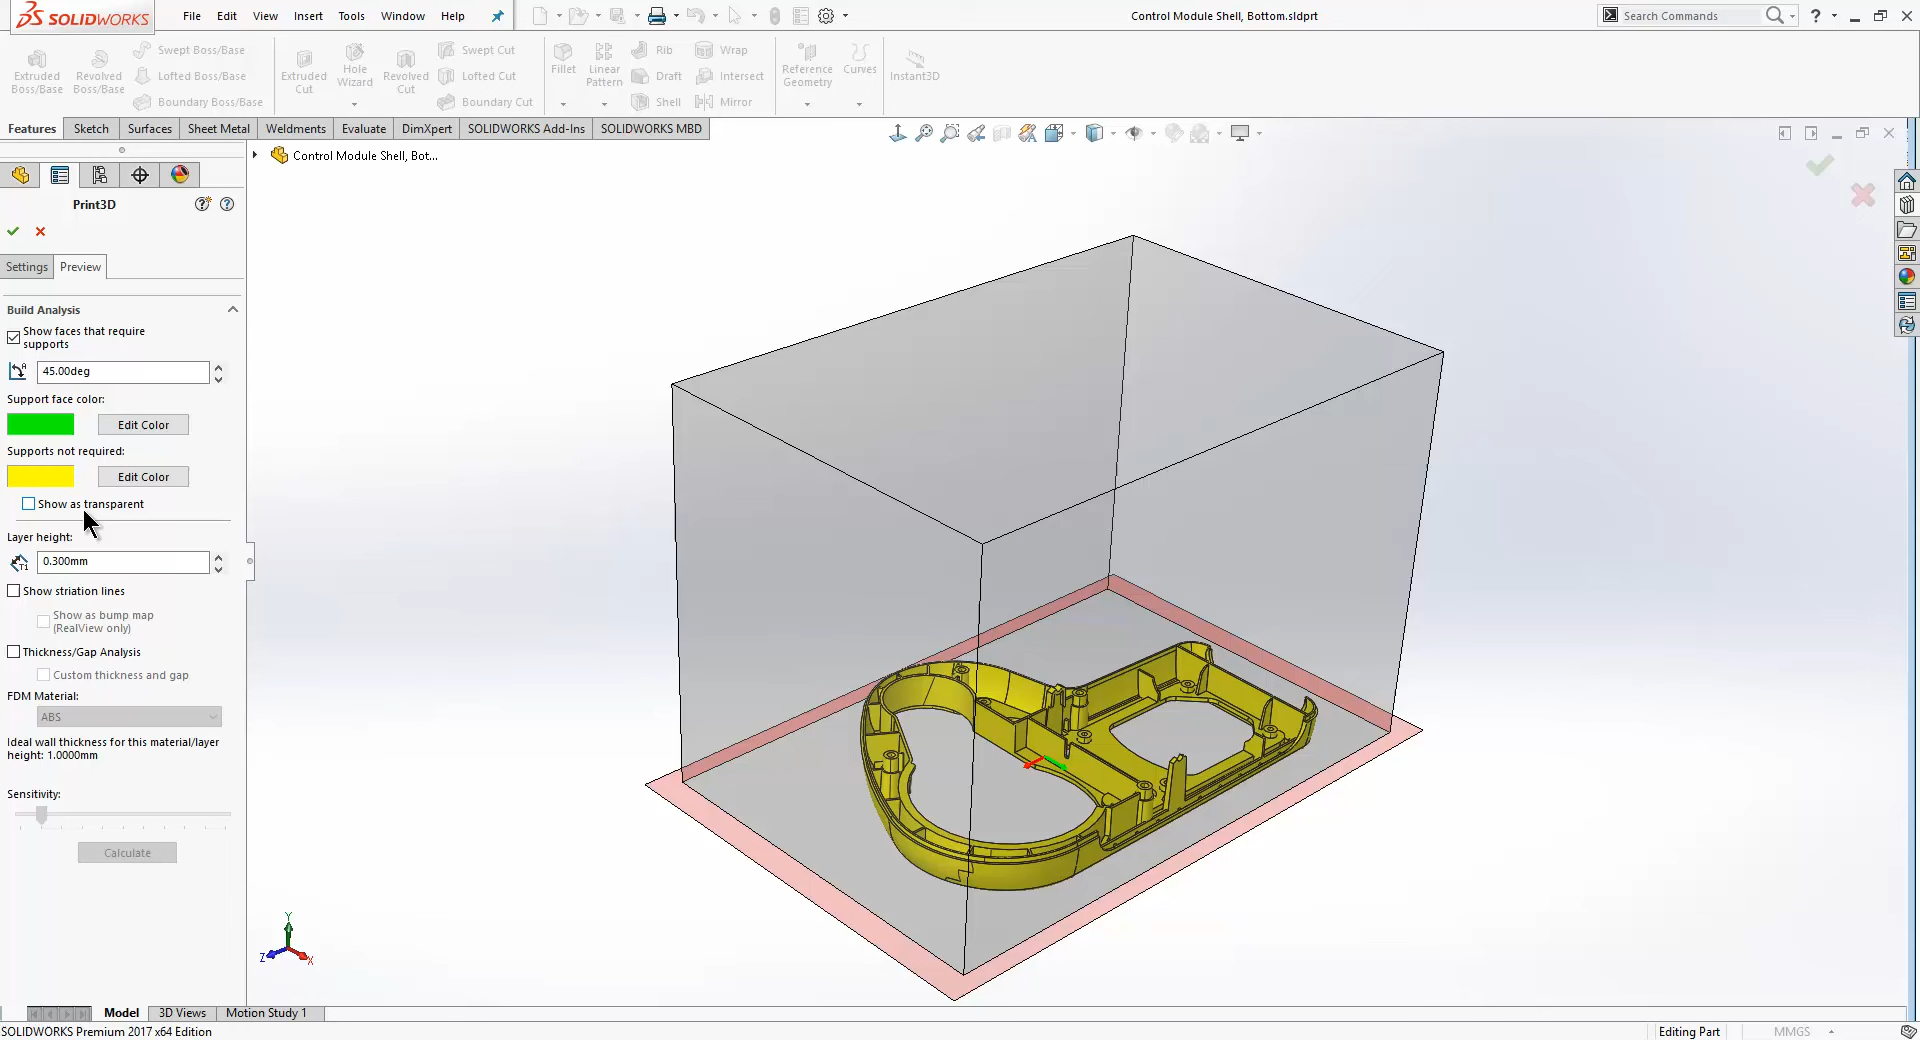 SOLIDWORKS
File Edit View Insert Tools Window Help
Control Module Shell, Bottom.sldprt
Search Commands
?
Extruded Boss/Base
Revolved Boss/Base
Swept Boss/Base
Lofted Boss/Base
Boundary Boss/Base
Extruded Cut
Hole Wizard
Revolved Cut
Swept Cut
Lofted Cut
Boundary Cut
Fillet
Linear Pattern
Rib
Draft
Shell
Wrap
Intersect
Mirror
Reference Geometry
Curves
Instant3D
Features Sketch Surfaces Sheet Metal Weldments Evaluate DimXpert SOLIDWORKS Add-Ins SOLIDWORKS MBD
Control Module Shell, Bot...
Print3D
Settings Preview
Build Analysis
Show faces that require
supports
45.00deg
Support face color:
Edit Color
Supports not required:
Edit Color
Show as transparent
Layer height:
0.300mm
Show striation lines
Show as bump map
(RealView only)
Thickness/Gap Analysis
Custom thickness and gap
FDM Material:
ABS
Ideal wall thickness for this material/layer
height: 1.0000mm
Sensitivity:
Calculate
Y
Z
X
Model 3D Views Motion Study 1
SOLIDWORKS Premium 2017 x64 Edition
Editing Part
MMGS